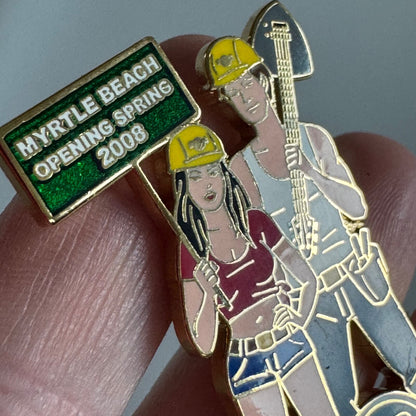 MYRTLE BEACH
OPENING SPRING
2008